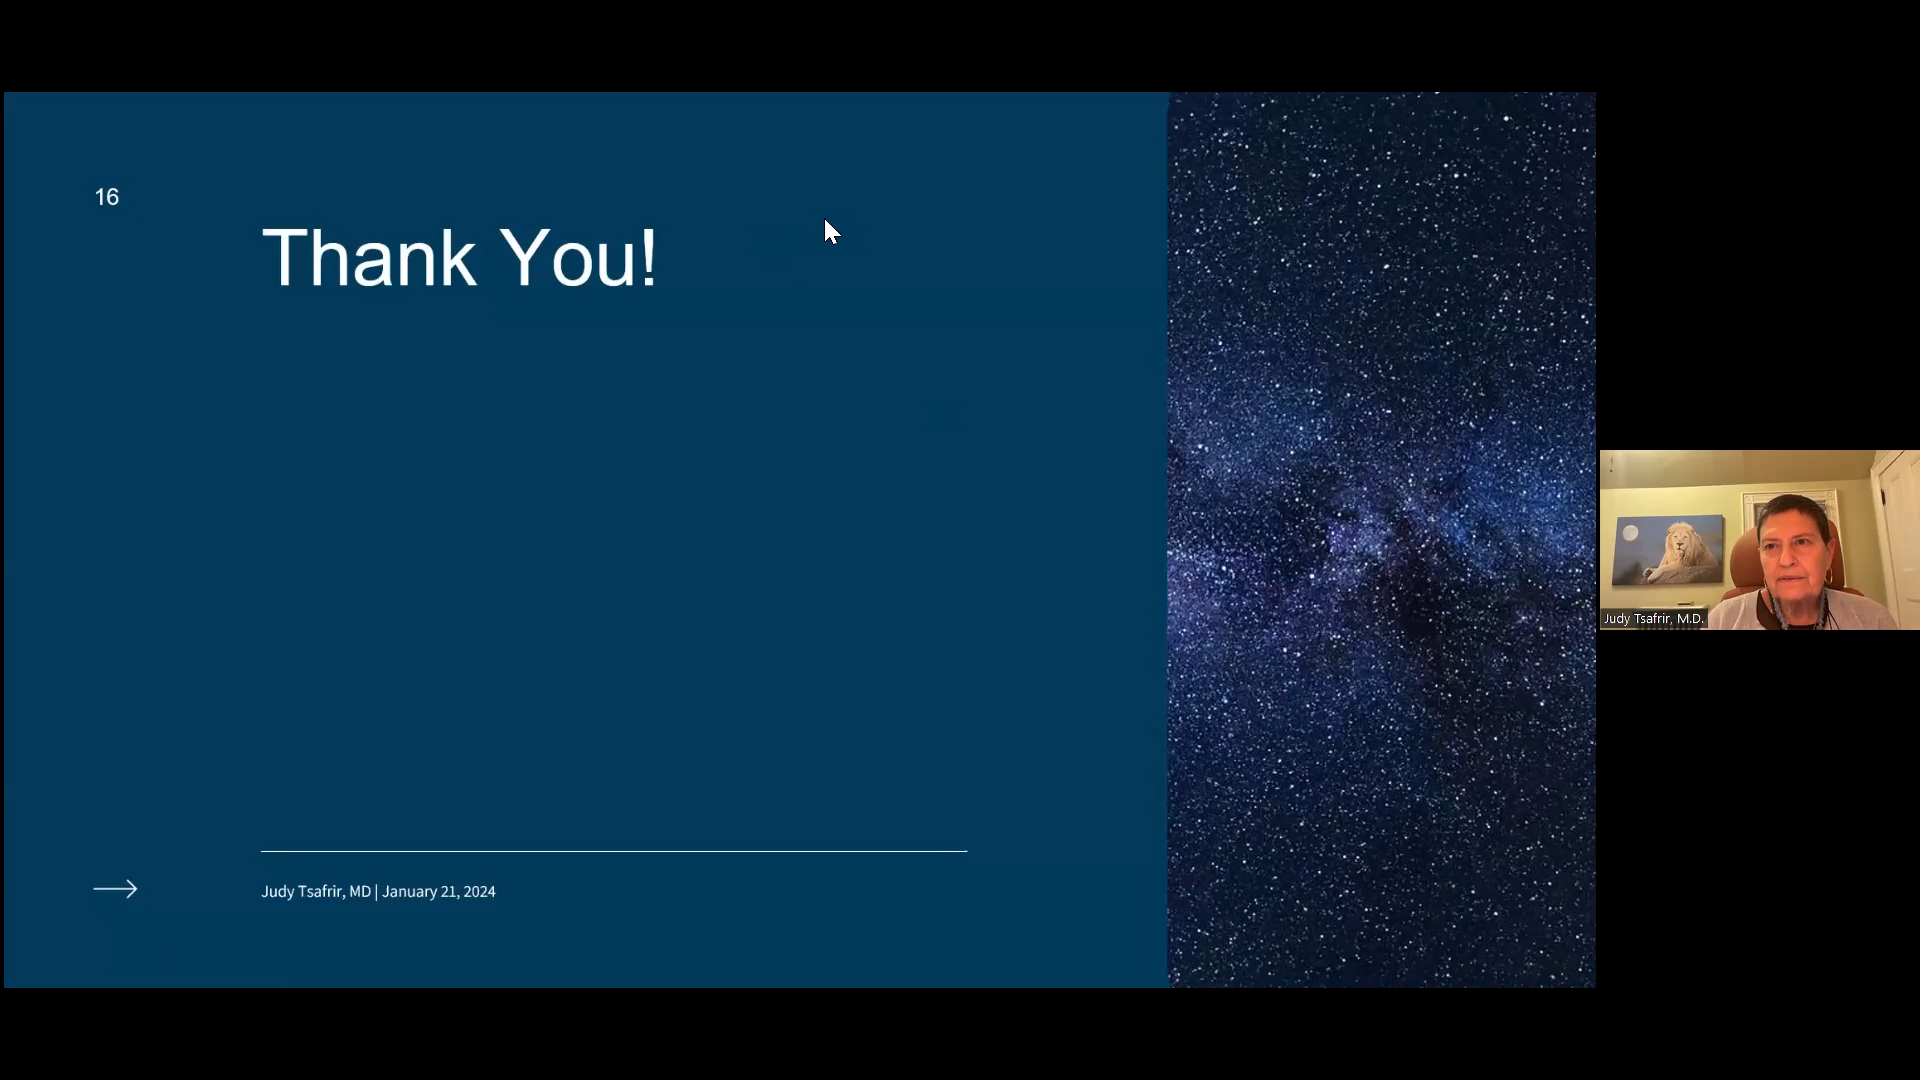 16
Thank You!
Judy Tsafrir, MD | January 21, 2024
Judy Tsafrir, M.D.